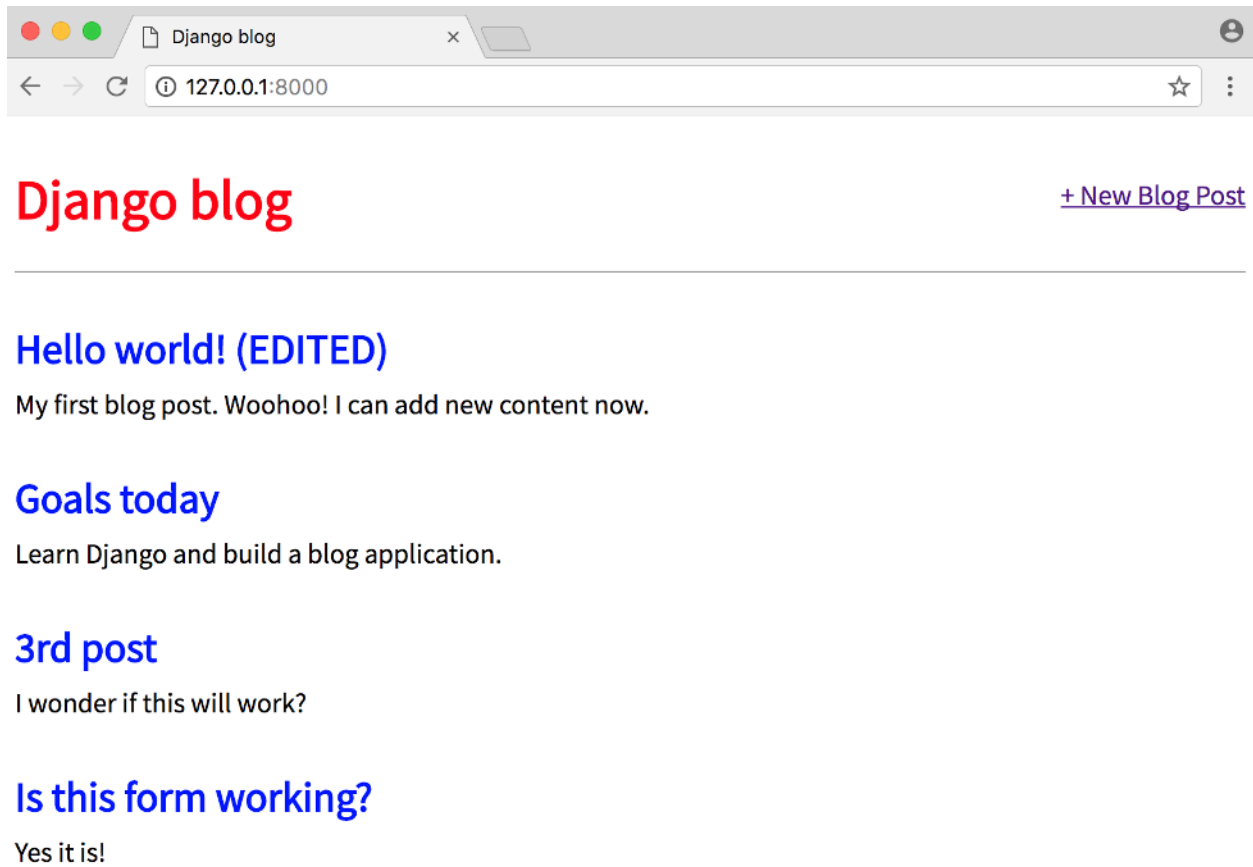 Django blog
127.0.0.1:8000
Django blog
+ New Blog Post
Hello world! (EDITED)
My first blog post. Woohoo! I can add new content now.
Goals today
Learn Django and build a blog application.
3rd post
I wonder if this will work?
Is this form working?
Yes it is!